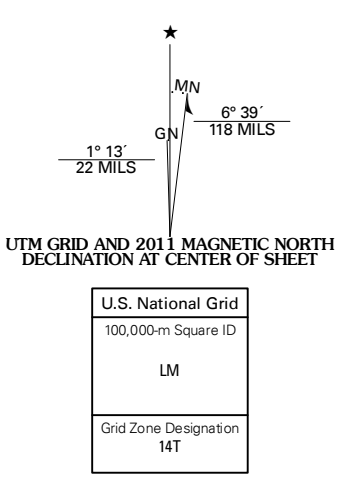 ★
MN
GN
6° 39´
118 MILS
1° 13´
22 MILS
UTM GRID AND 2011 MAGNETIC NORTH
DECLINATION AT CENTER OF SHEET
U.S. National Grid
100,000-m Square ID
LM
Grid Zone Designation
14T